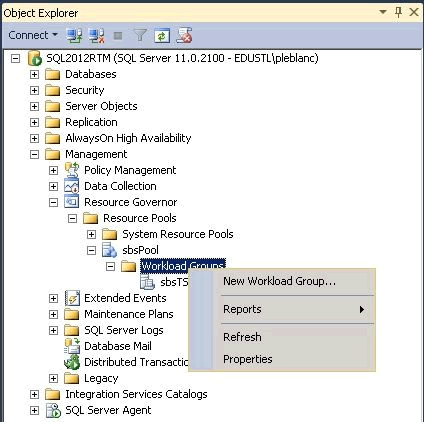 Object Explorer
Connect
SQL2012RTM (SQL Server 11.0.2100 - EDUSTL\pleblanc)
Databases
Security
Server Objects
Replication
AlwaysOn High Availability
Management
Policy Management
Data Collection
Resource Governor
Resource Pools
System Resource Pools
sbsPool
Workload Groups
sbsTS
New Workload Group...
Reports
Refresh
Properties
Extended Events
Maintenance Plans
SQL Server Logs
Database Mail
Distributed Transactio
Legacy
Integration Services Catalogs
SQL Server Agent